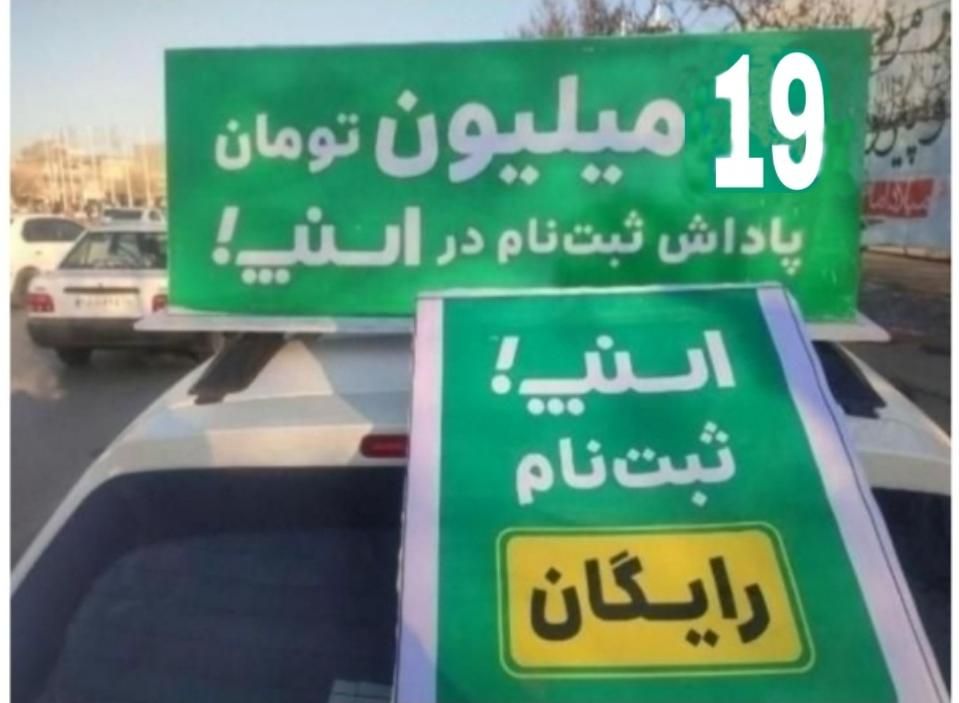 19 میلیون تومان
پاداش ثبت‌نام در اسنپ!
اسنپ!
ثبت‌نام
رایگان